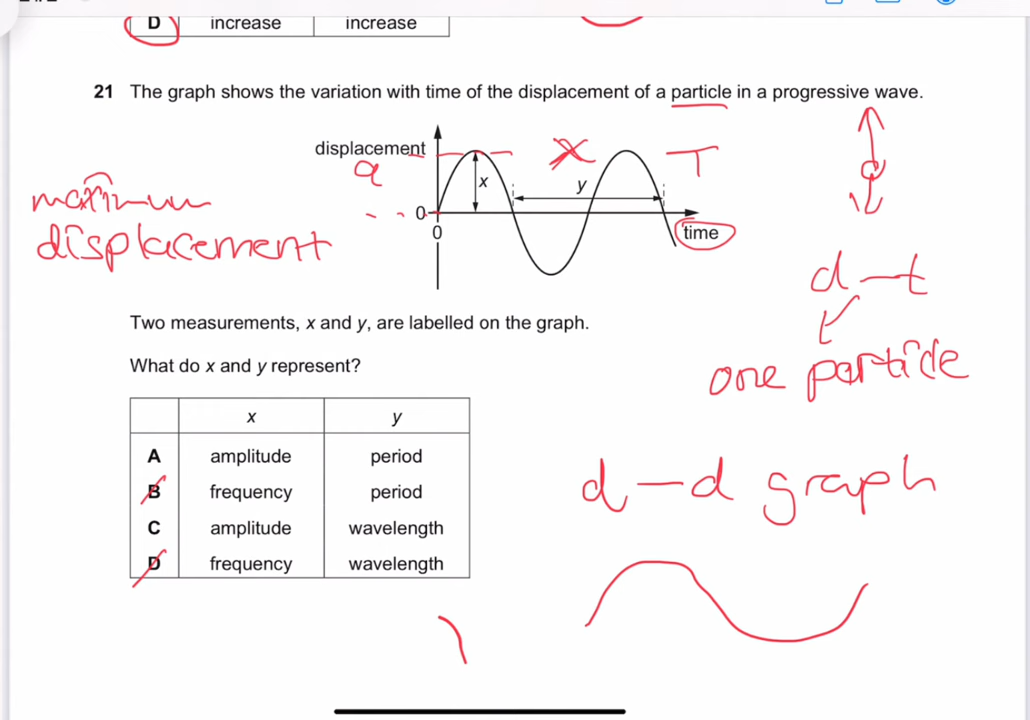 D increase increase
21 The graph shows the variation with time of the displacement of a particle in a progressive wave.
displacement
a
x
y
T
maximum
displacement
0
0
time
d-t
Two measurements, x and y, are labelled on the graph.
What do x and y represent?
one particle
x y
A amplitude period
B frequency period
C amplitude wavelength
D frequency wavelength
d-d graph